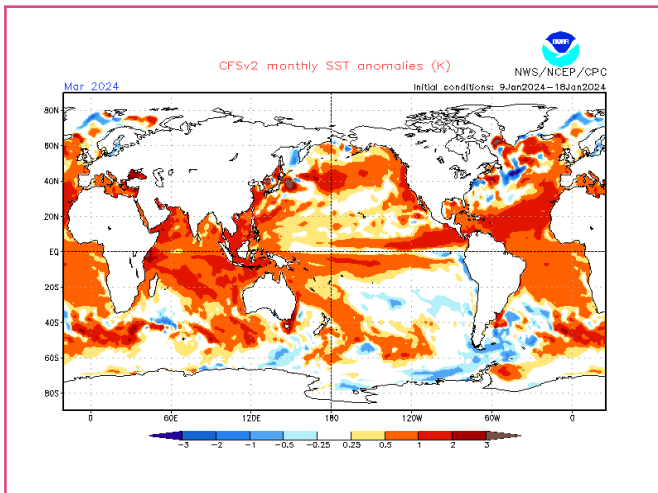 NOAA
CFSv2 monthly SST anomalies (K)
NWS/NCEP/CPC
Mar 2024
Initial conditions: 9Jan2024-18Jan2024
80N
60N
40N
20N
EQ
20S
40S
60S
80S
0 60E 120E 180 120W 60W 0
-3 -2 -1 -0.5 -0.25 0.25 0.5 1 2 3